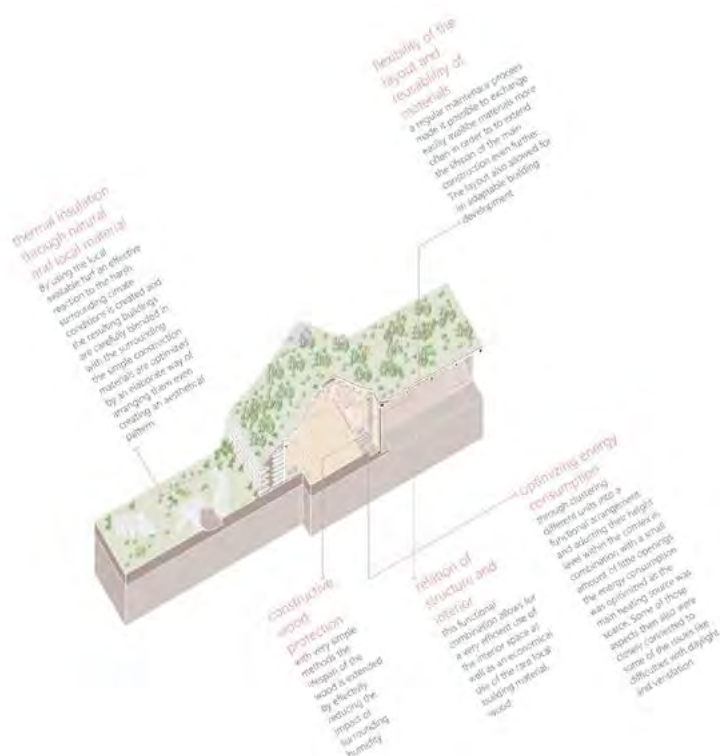 flexibility of the
layout and
reusability of
materials
a regular maintenace process
made is possible to exchange
easily availble materials more
often in order to to extend
the lifespan of the main
construction even further.
The layout also allowed for
an adaptable building
development
thermal insulation
through natural
and local material
By using the local
available turf an effective
reaction to the harsh
surrounding climate
conditions is created and
the resulting buildings
are carefully blended in
with the surrounding
the simple construction
materials are optimized
by an elaborate way of
arranging them even
creating an aesthetical
pattern
optimizing energy
consumption
through clustering
different units into a
functional arrangement
and adjusting their height
level within the complex in
combination with a small
amount of little openings
the energy consumption
was optimized as the
main heating source was
space. Some of those
aspects then also were
closely connected to
some of the issues like
difficulties with daylight
and ventilation
relation of
structure and
interior
this functional
combination allows for
a very efficient use of
the interior space as
well as an economical
use of the rare local
building material,
wood
constructive
wood
protection
with very simple
methods the
lifespan of the
wood is extended
by effectivly
reducing the
impact of
surrounding
humidity